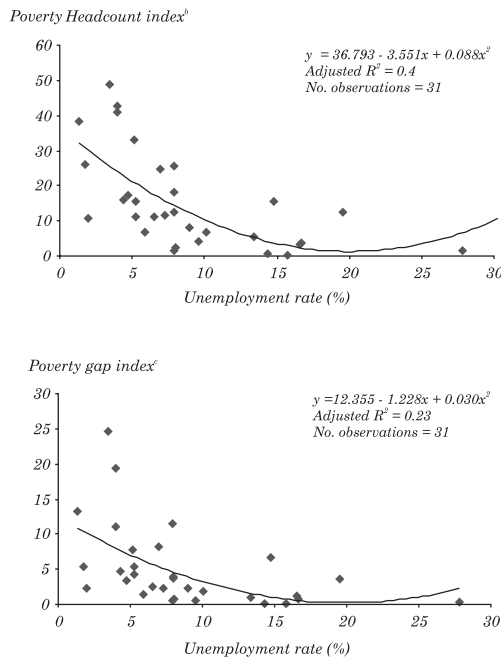 Poverty Headcount index^b
60
y = 36.793 - 3.551x + 0.088x²
Adjusted R² = 0.4
No. observations = 31
50
40
30
20
10
0
0 5 10 15 20 25 30
Unemployment rate (%)
Poverty gap index^c
30
y =12.355 - 1.228x + 0.030x²
Adjusted R² = 0.23
No. observations = 31
25
20
15
10
5
0
0 5 10 15 20 25 30
Unemployment rate (%)